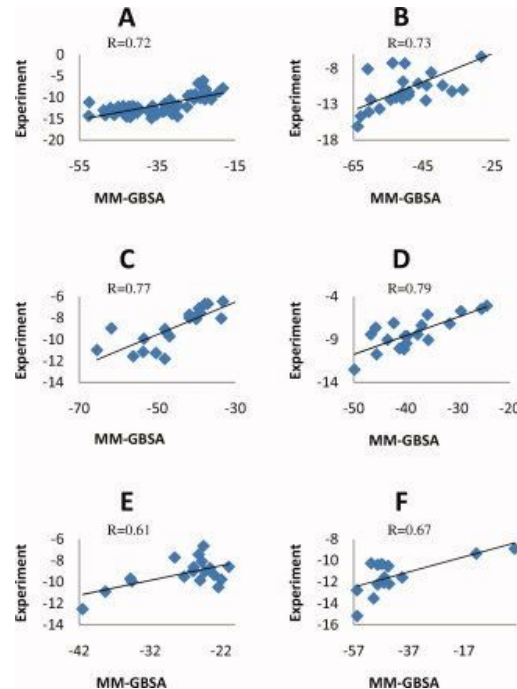 A
B
R=0.72
R=0.73
Experiment
0
-5
-10
-15
-20
-55
-35
-15
MM-GBSA
Experiment
-8
-13
-18
-65
-45
-25
MM-GBSA
C
D
R=0.77
R=0.79
Experiment
-6
-8
-10
-12
-14
-70
-50
-30
MM-GBSA
Experiment
-4
-9
-14
-50
-40
-30
-20
MM-GBSA
E
F
R=0.61
R=0.67
Experiment
-6
-8
-10
-12
-14
-42
-32
-22
MM-GBSA
Experiment
-8
-10
-12
-14
-16
-57
-37
-17
MM-GBSA